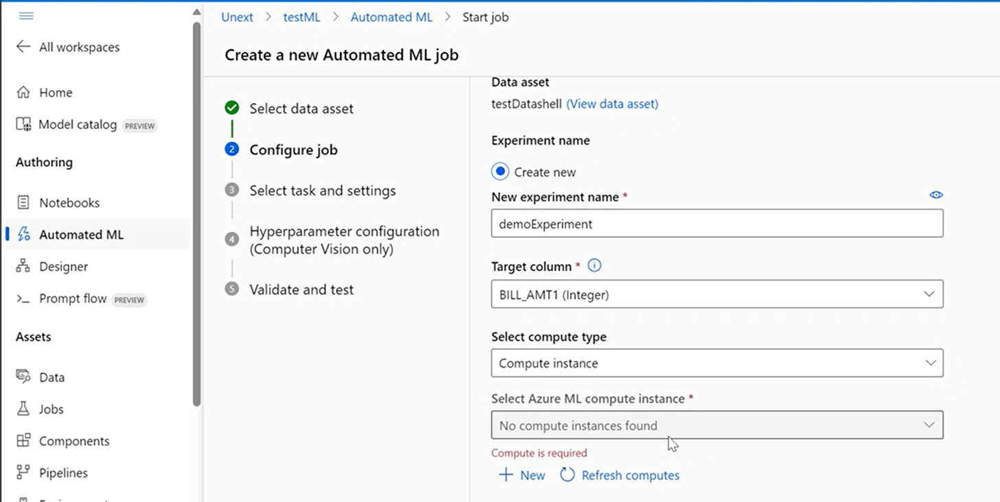 Unext > testML > Automated ML > Start job
All workspaces
Create a new Automated ML job
Home
Model catalog PREVIEW
Authoring
Notebooks
Automated ML
Designer
Prompt flow PREVIEW
Assets
Data
Jobs
Components
Pipelines
Select data asset
2 Configure job
3 Select task and settings
4 Hyperparameter configuration
(Computer Vision only)
5 Validate and test
Data asset
testDatashell (View data asset)
Experiment name
Create new
New experiment name *
demoExperiment
Target column *
BILL_AMT1 (Integer)
Select compute type
Compute instance
Select Azure ML compute instance *
No compute instances found
Compute is required
+ New Refresh computes